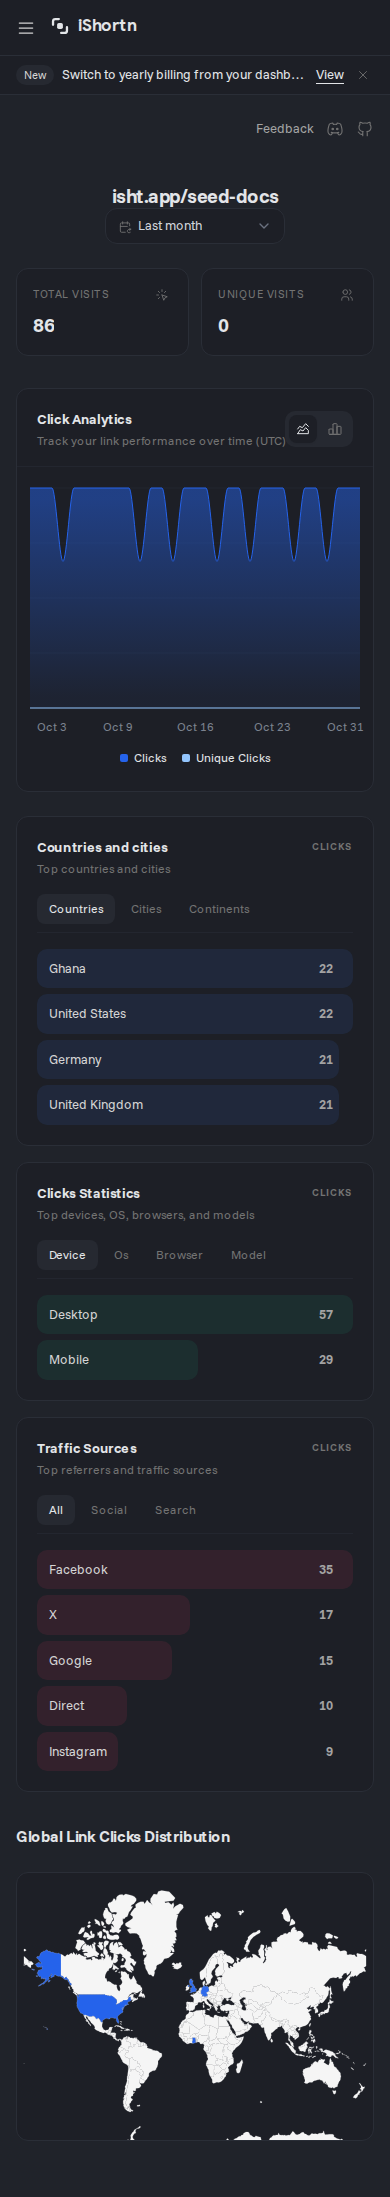 iShortn
New
Switch to yearly billing from your dashb...
View
Feedback
isht.app/seed-docs
Last month
TOTAL VISITS
86
UNIQUE VISITS
0
Click Analytics
Track your link performance over time (UTC)
Oct 3 Oct 9 Oct 16 Oct 23 Oct 31
Clicks Unique Clicks
Countries and cities CLICKS
Top countries and cities
Countries Cities Continents
Ghana 22
United States 22
Germany 21
United Kingdom 21
Clicks Statistics CLICKS
Top devices, OS, browsers, and models
Device Os Browser Model
Desktop 57
Mobile 29
Traffic Sources CLICKS
Top referrers and traffic sources
All Social Search
Facebook 35
X 17
Google 15
Direct 10
Instagram 9
Global Link Clicks Distribution